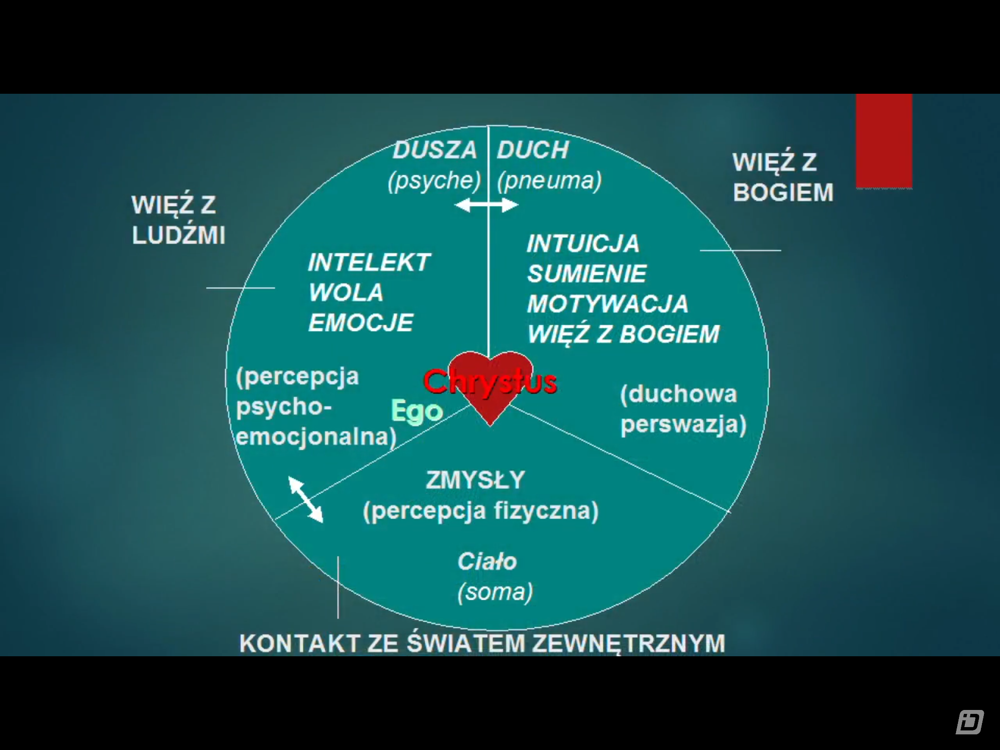 DUSZA
(psyche)
DUCH
(pneuma)
WIĘŹ Z
BOGIEM
WIĘŹ Z
LUDŹMI
INTELEKT
WOLA
EMOCJE
INTUICJA
SUMIENIE
MOTYWACJA
WIĘŹ Z BOGIEM
(percepcja
psycho-
emocjonalna)
Chrystus
Ego
(duchowa
perswazja)
ZMYSŁY
(percepcja fizyczna)
Ciało
(soma)
KONTAKT ZE ŚWIATEM ZEWNĘTRZNYM
iD